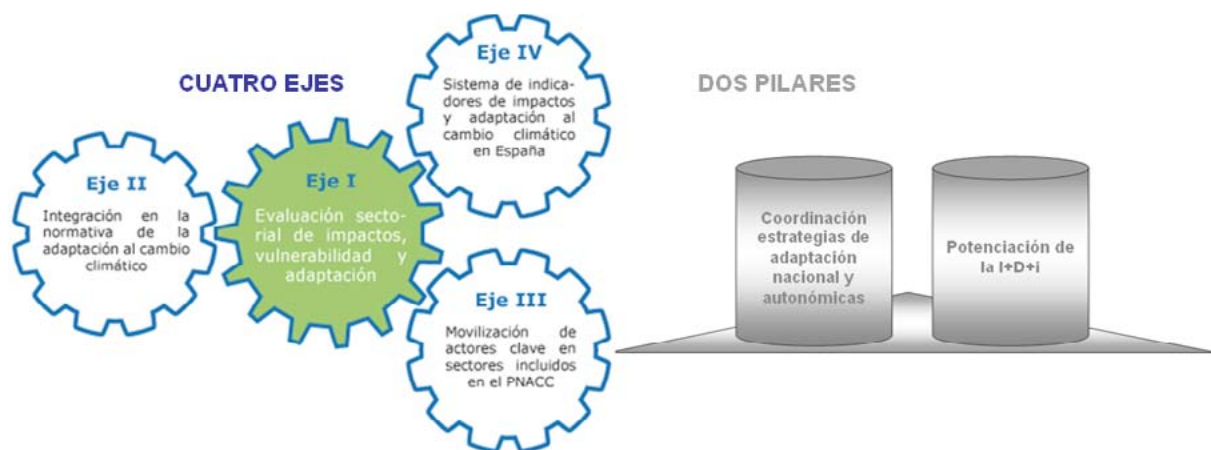 CUATRO EJES
Eje II
Integración en la
normativa de la
adaptación al cambio
climático
Eje I
Evaluación secto-
rial de impactos,
vulnerabilidad y
adaptación
Eje IV
Sistema de indica-
dores de impactos
y adaptación al
cambio climático
en España
Eje III
Movilización de
actores clave en
sectores incluidos
en el PNACC
DOS PILARES
Coordinación
estrategias de
adaptación
nacional y
autonómicas
Potenciación de
la I+D+i